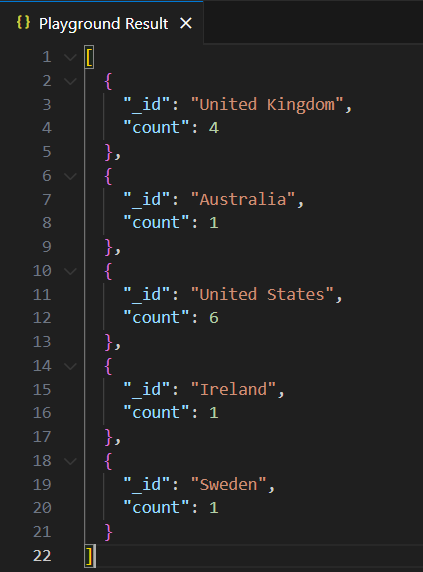 {} Playground Result ×
1 [
2 {
3 "_id": "United Kingdom",
4 "count": 4
5 },
6 {
7 "_id": "Australia",
8 "count": 1
9 },
10 {
11 "_id": "United States",
12 "count": 6
13 },
14 {
15 "_id": "Ireland",
16 "count": 1
17 },
18 {
19 "_id": "Sweden",
20 "count": 1
21 }
22 ]